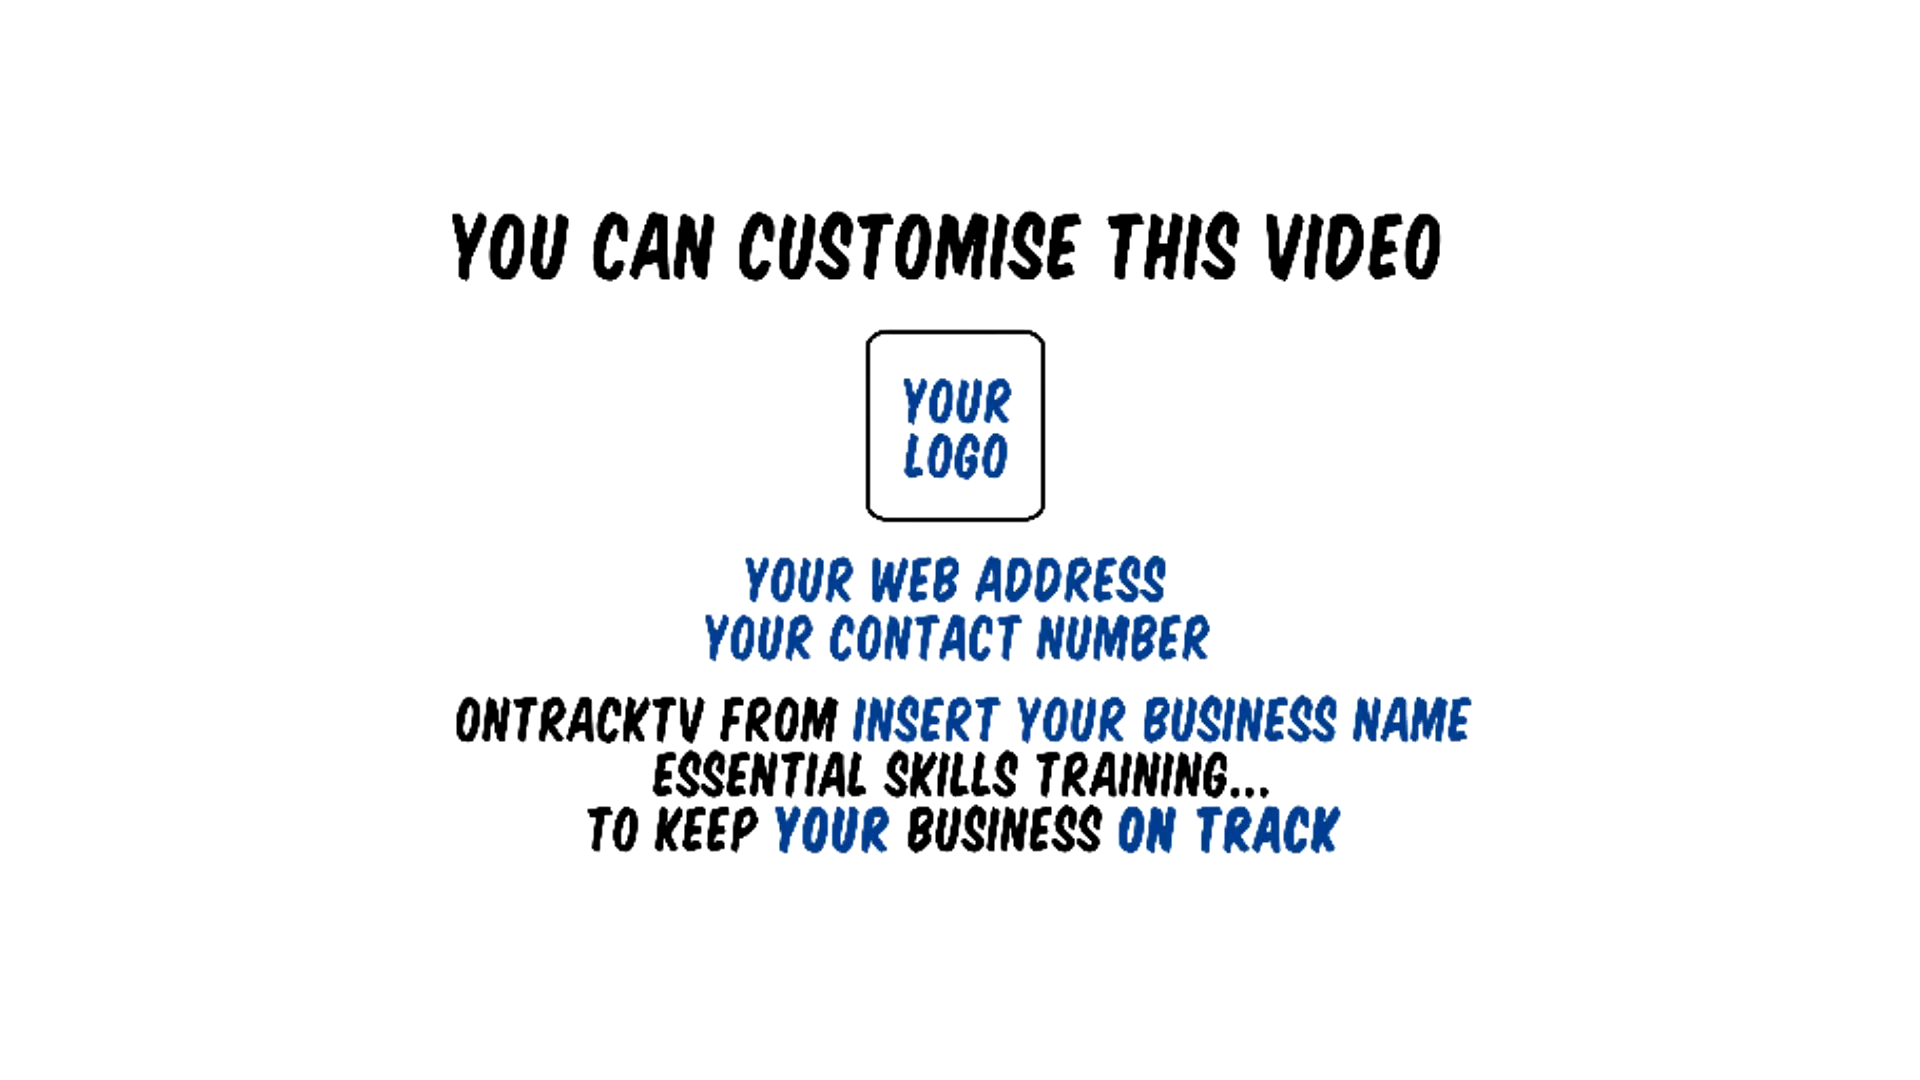 YOU CAN CUSTOMISE THIS VIDEO
YOUR
LOGO
YOUR WEB ADDRESS
YOUR CONTACT NUMBER
ONTRACKTV FROM INSERT YOUR BUSINESS NAME
ESSENTIAL SKILLS TRAINING...
TO KEEP YOUR BUSINESS ON TRACK